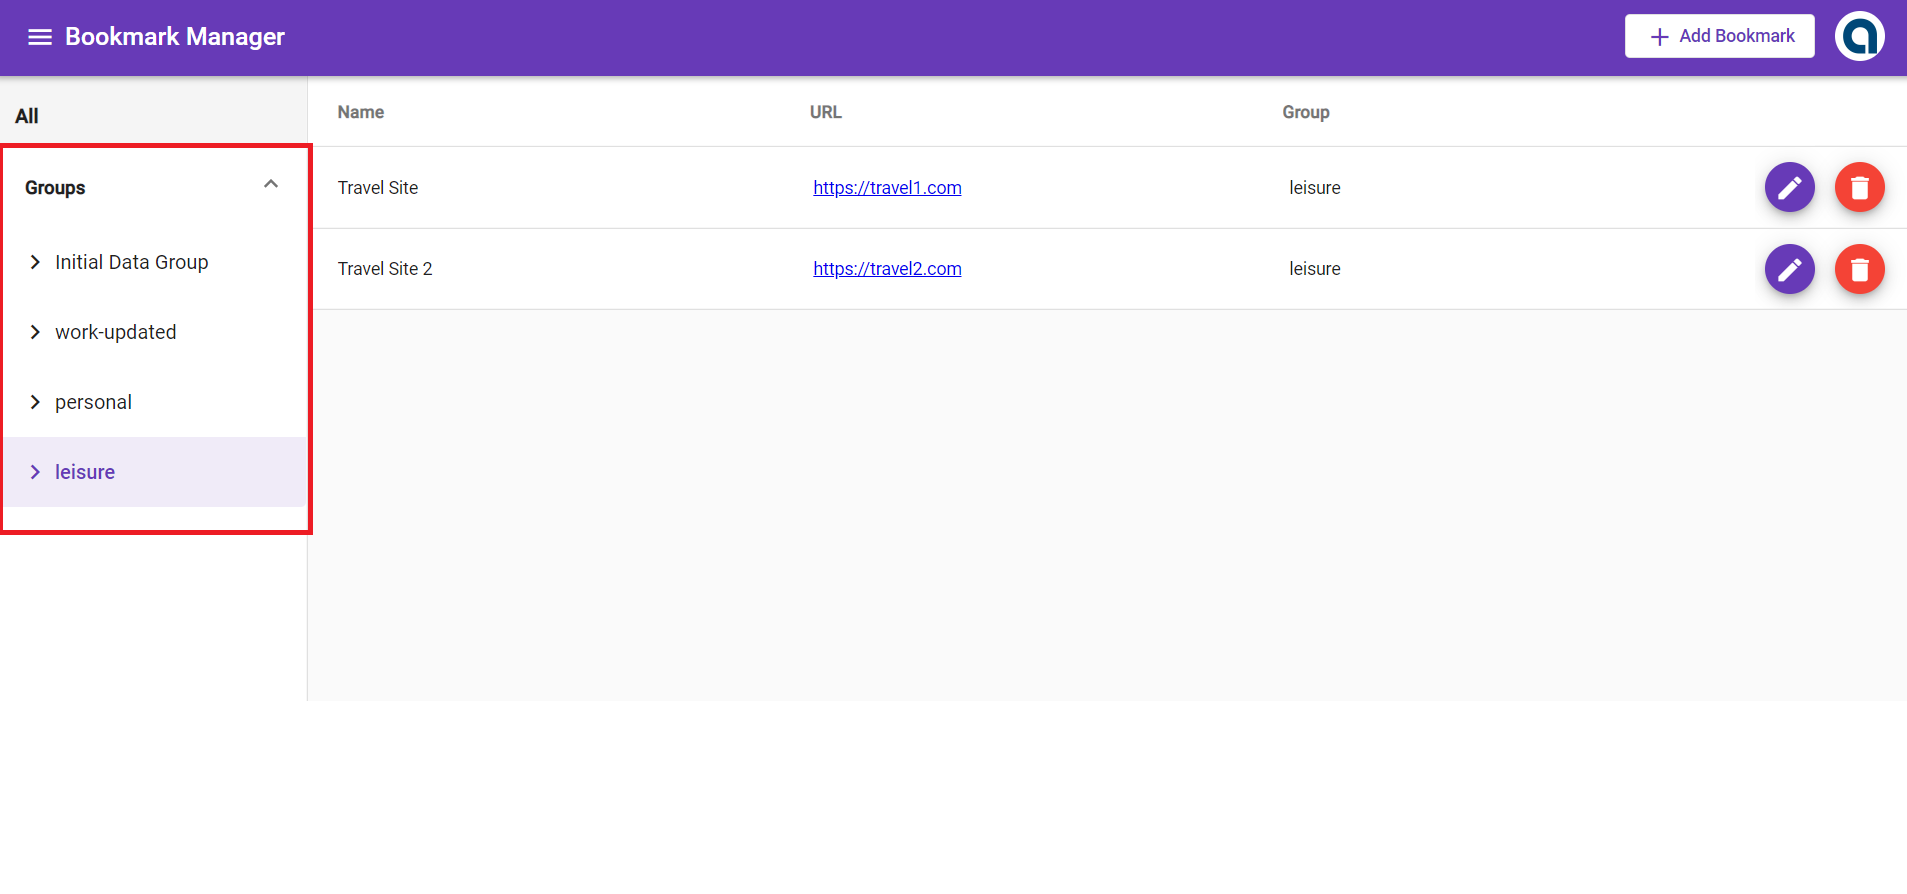 Bookmark Manager
Add Bookmark
All
Name URL Group
Groups
Travel Site https://travel1.com leisure
Initial Data Group
Travel Site 2 https://travel2.com leisure
work-updated
personal
leisure